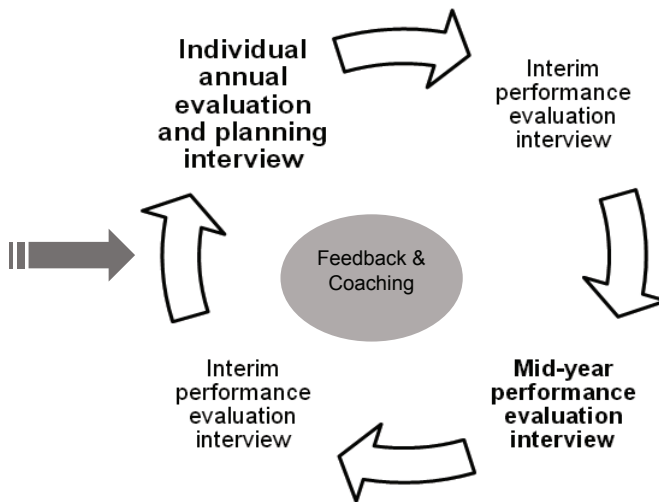 Individual
annual
evaluation
and planning
interview
Interim
performance
evaluation
interview
Feedback &
Coaching
Interim
performance
evaluation
interview
Mid-year
performance
evaluation
interview